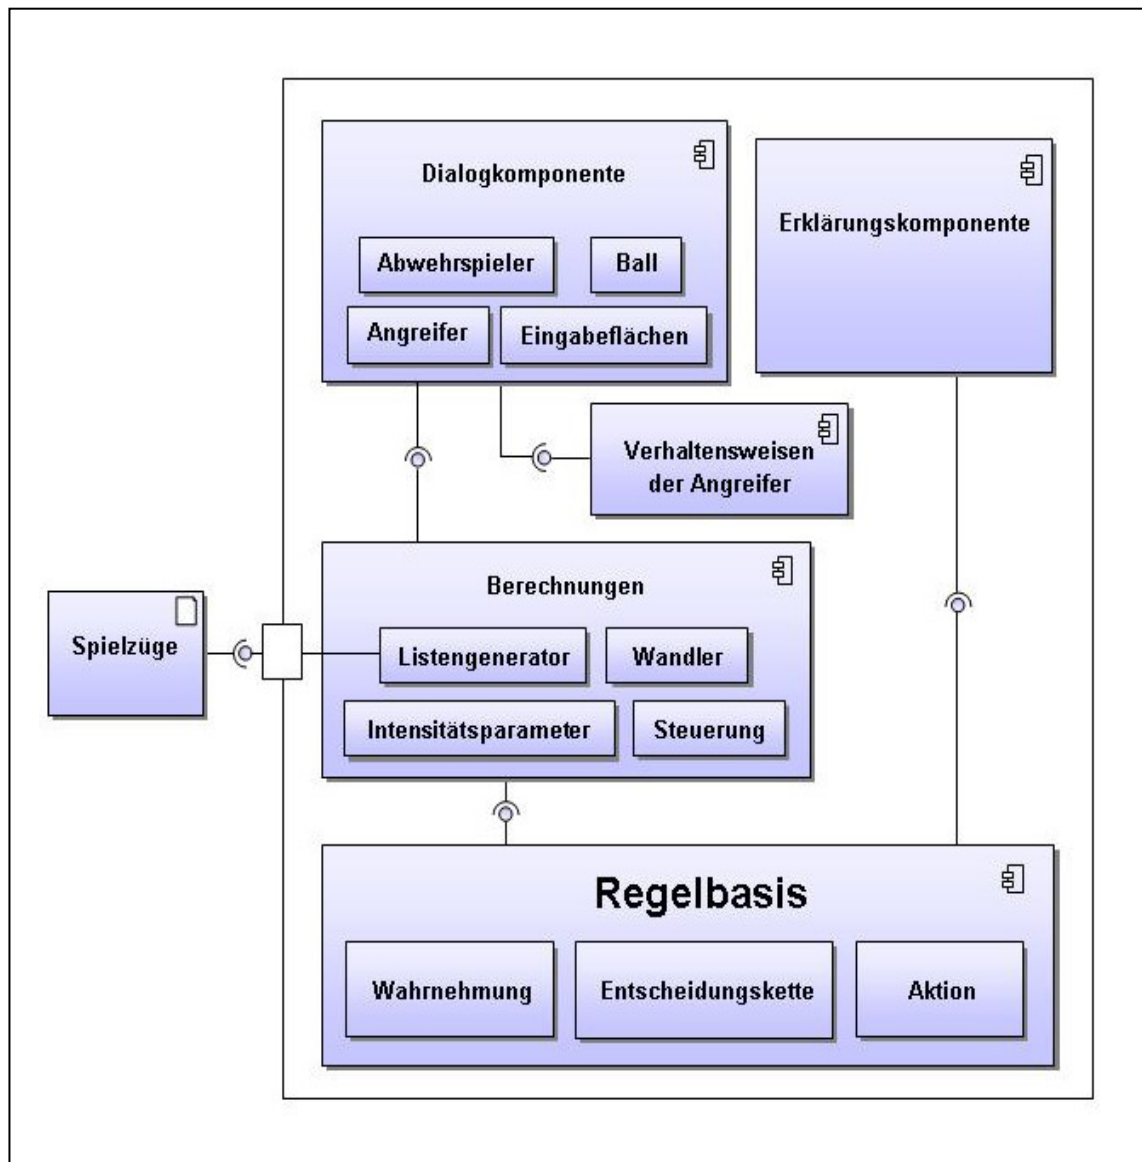 Dialogkomponente
Abwehrspieler
Ball
Angreifer
Eingabeflächen
Erklärungskomponente
Verhaltensweisen
der Angreifer
Spielzüge
Berechnungen
Listengenerator
Wandler
Intensitätsparameter
Steuerung
Regelbasis
Wahrnehmung
Entscheidungskette
Aktion